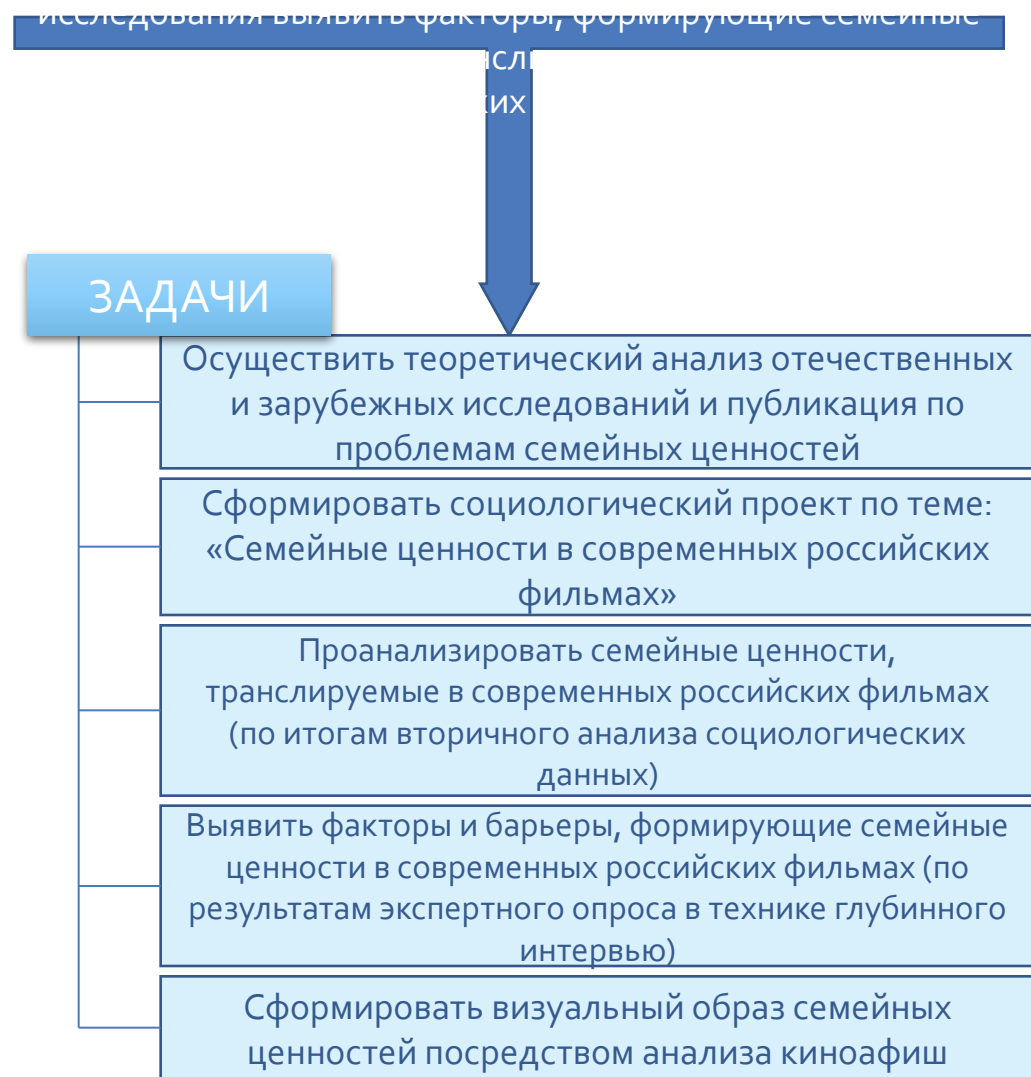 исследования выявить факторы, формирующие семейные
ЗАДАЧИ
Осуществить теоретический анализ отечественных
и зарубежных исследований и публикация по
проблемам семейных ценностей
Сформировать социологический проект по теме:
«Семейные ценности в современных российских
фильмах»
Проанализировать семейные ценности,
транслируемые в современных российских фильмах
(по итогам вторичного анализа социологических
данных)
Выявить факторы и барьеры, формирующие семейные
ценности в современных российских фильмах (по
результатам экспертного опроса в технике глубинного
интервью)
Сформировать визуальный образ семейных
ценностей посредством анализа киноафиш